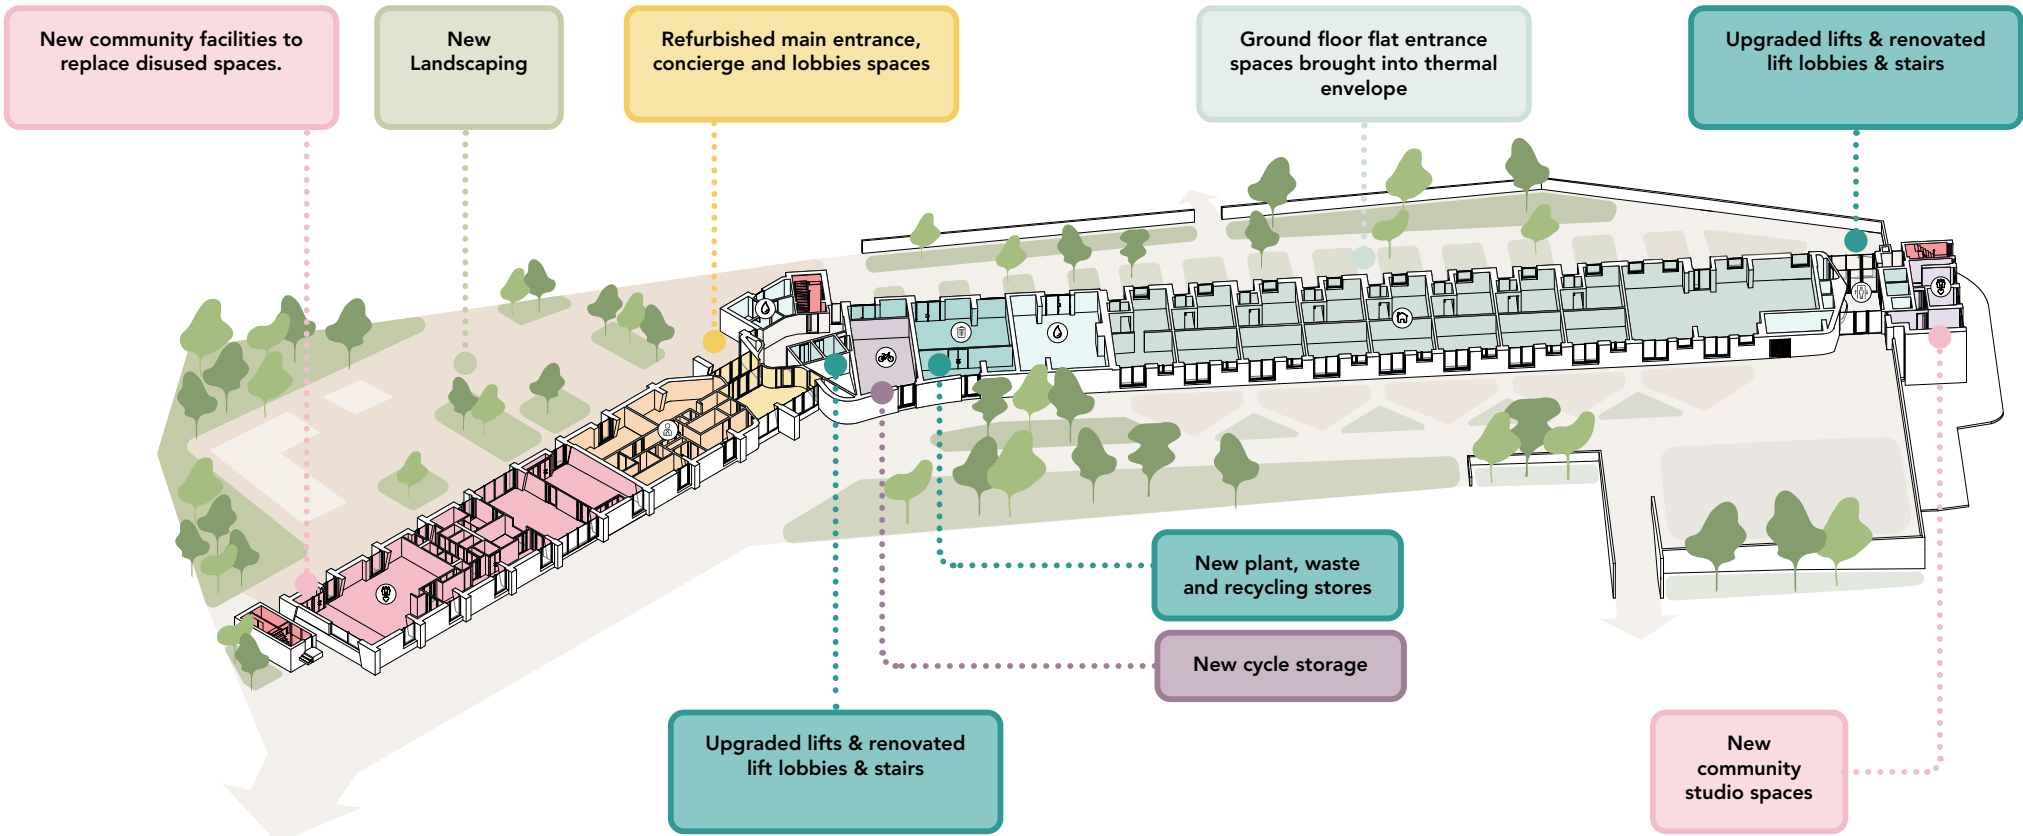 New community facilities to
replace disused spaces.
New
Landscaping
Refurbished main entrance,
concierge and lobbies spaces
Ground floor flat entrance
spaces brought into thermal
envelope
Upgraded lifts & renovated
lift lobbies & stairs
New plant, waste
and recycling stores
New cycle storage
Upgraded lifts & renovated
lift lobbies & stairs
New
community
studio spaces